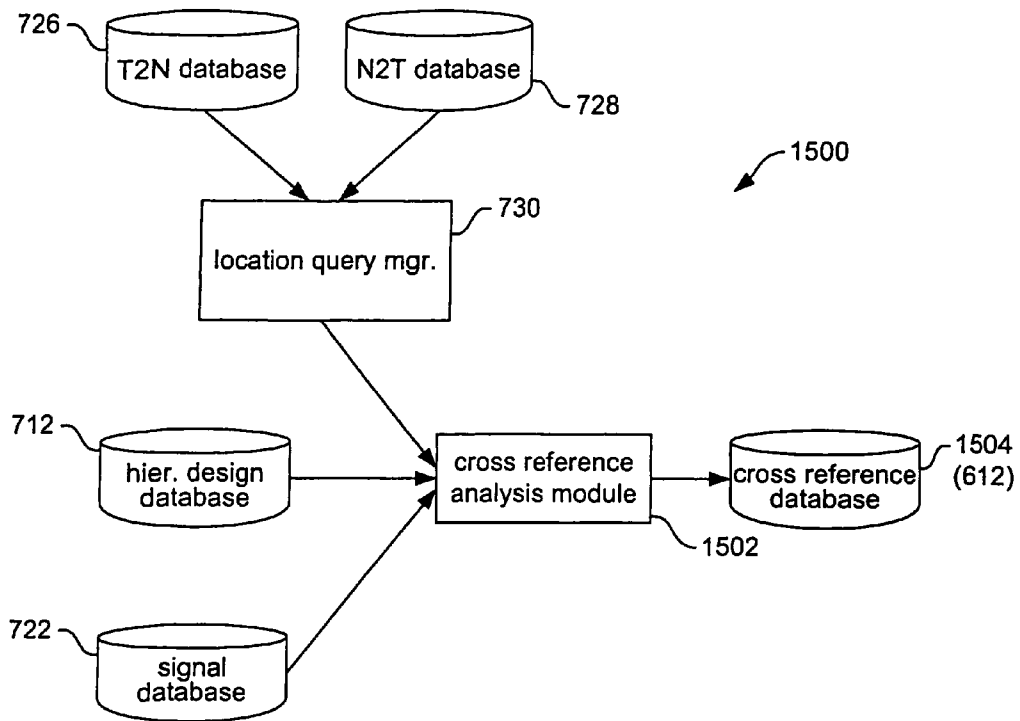 726
T2N database
N2T database
728
1500
730
location query mgr.
712
hier. design
database
cross reference
analysis module
1502
cross reference
database
1504
(612)
722
signal
database